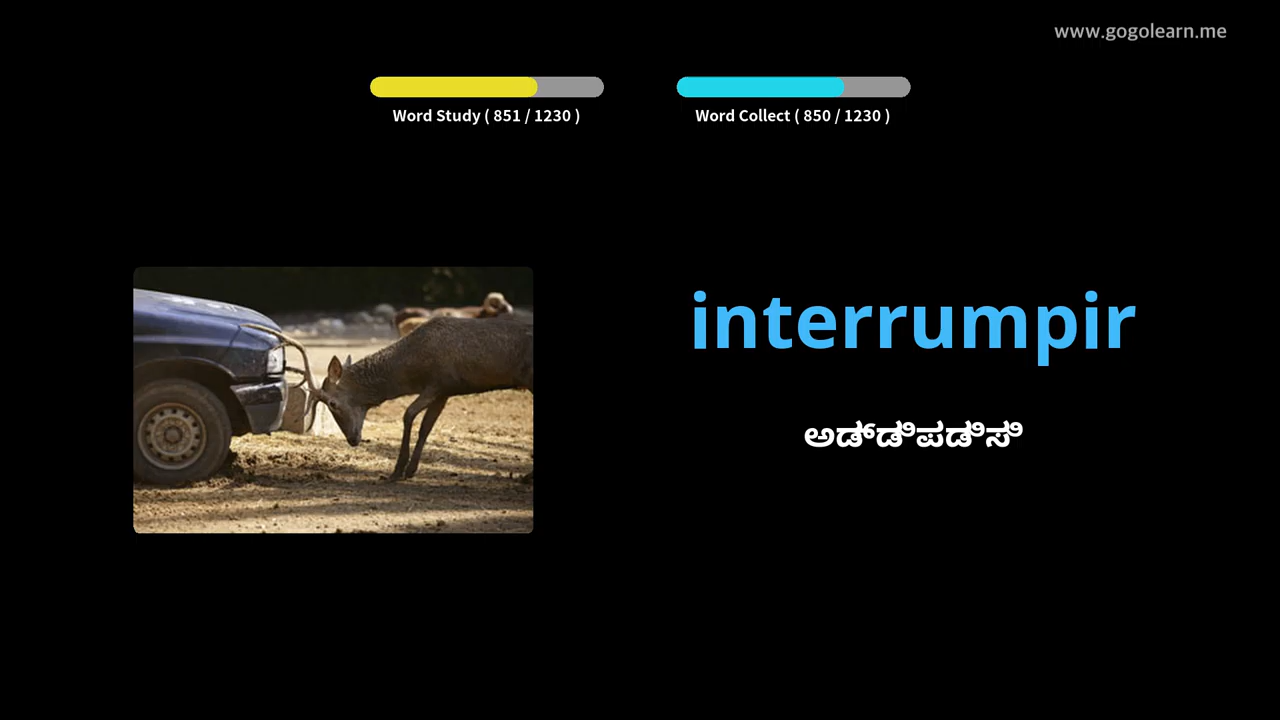 www.gogolearn.me
Word Study ( 851 / 1230 )
Word Collect ( 850 / 1230 )
interrumpir
ಅಡ್ಡಿಪಡಿಸಿ